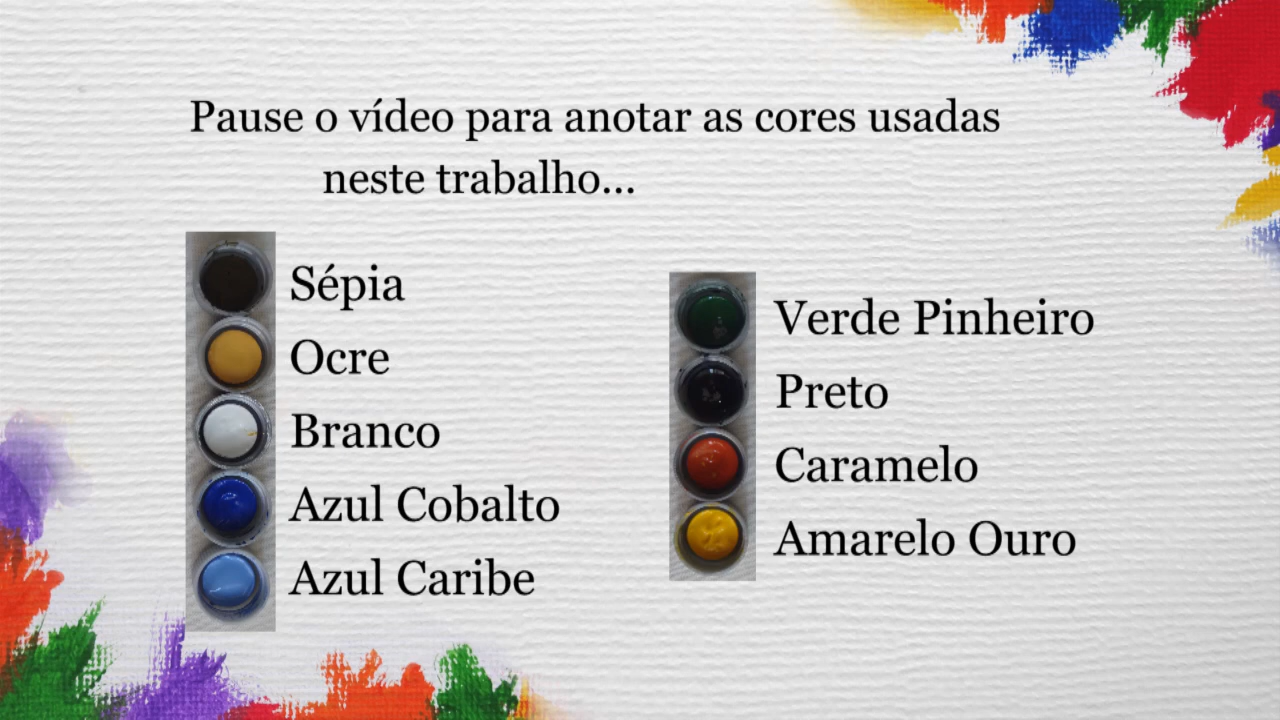 Pause o vídeo para anotar as cores usadas
neste trabalho...
Sépia
Ocre
Branco
Azul Cobalto
Azul Caribe
Verde Pinheiro
Preto
Caramelo
Amarelo Ouro